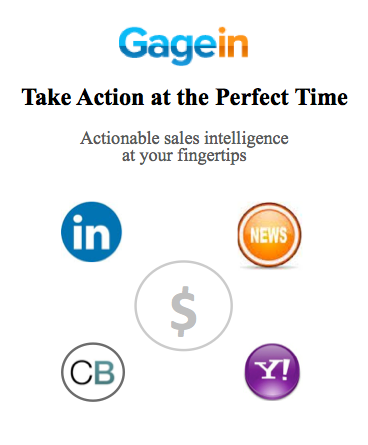 Gagein
Take Action at the Perfect Time
Actionable sales intelligence
at your fingertips
in
NEWS
$
CB
Y!